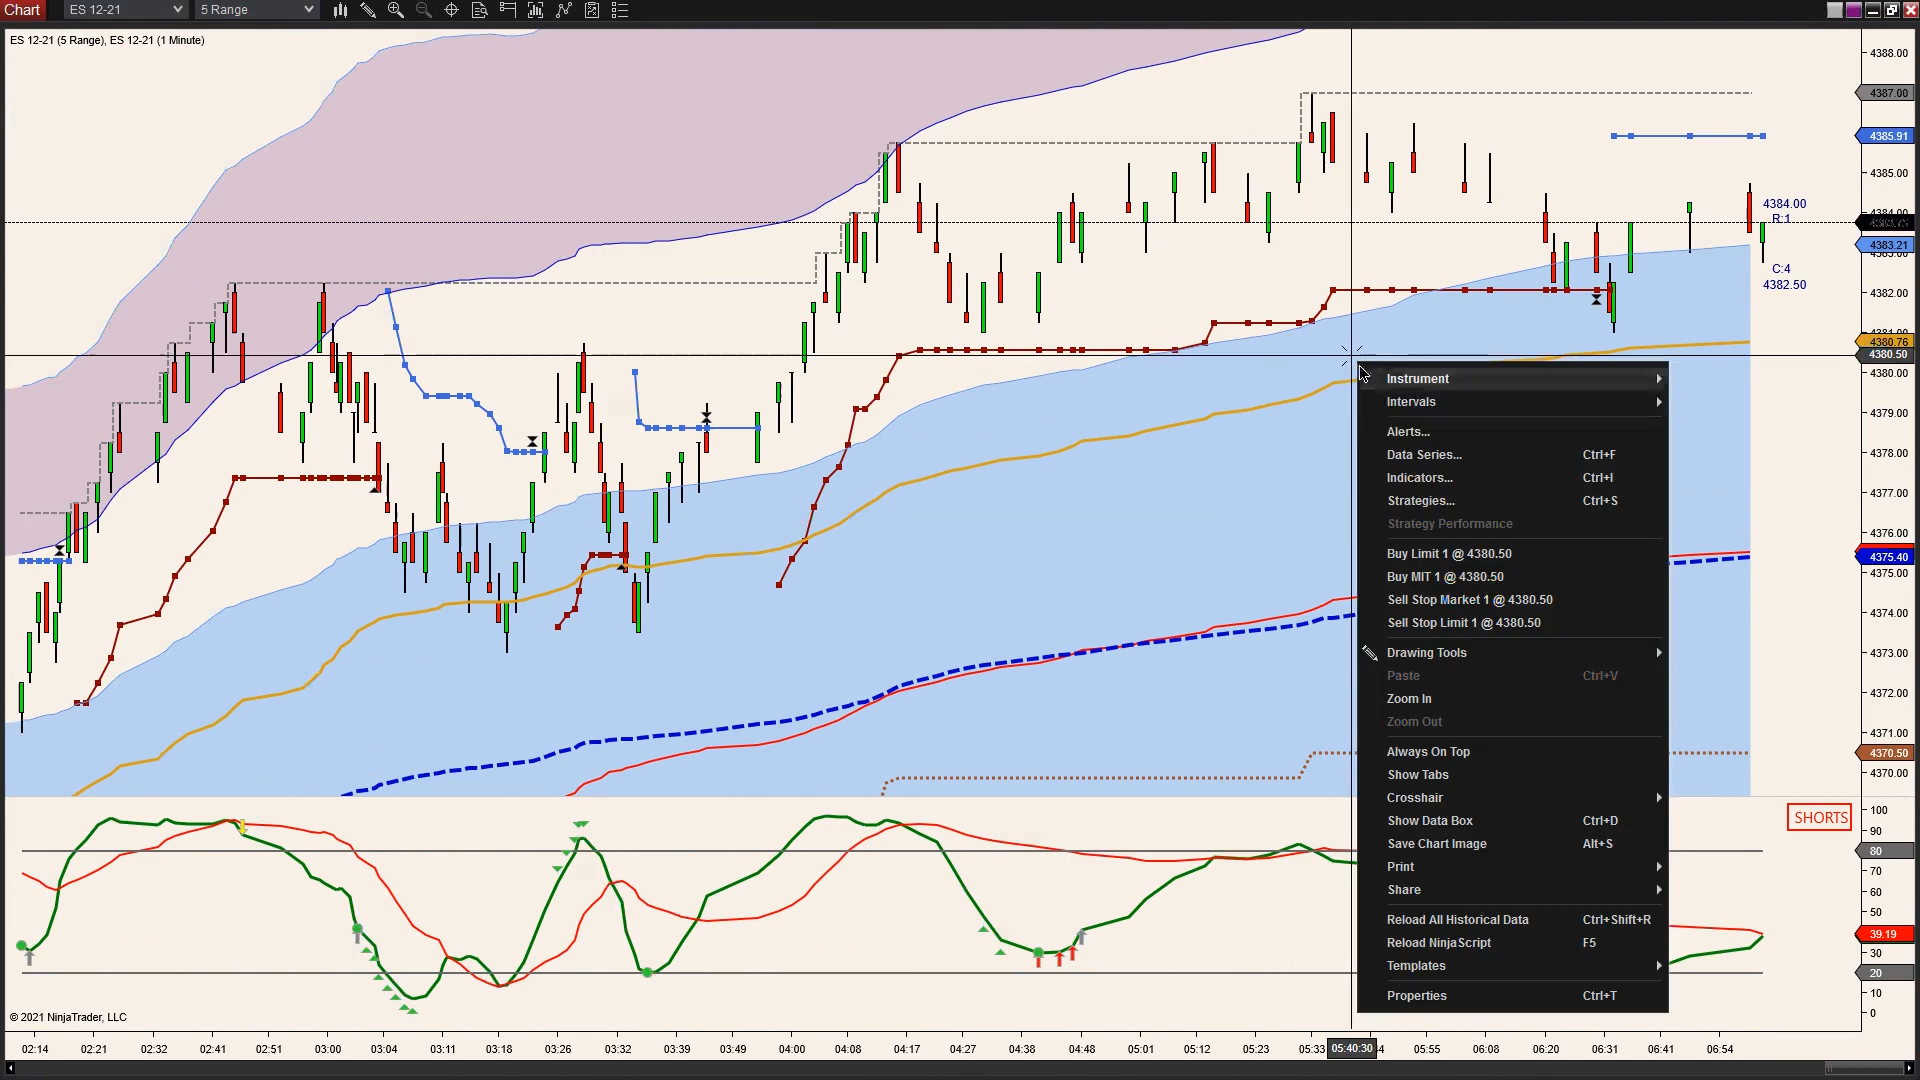 Chart ES 12-21 5 Range
ES 12-21 (5 Range), ES 12-21 (1 Minute)
4388.00
4387.00
4385.91
4385.00
4384.00
R:1
4384.00
4383.21
4383.00
C:4
4382.50
4382.00
4381.00
4380.76
4380.50
4380.00
4379.00
4378.00
4377.00
4376.00
4375.40
4375.00
4374.00
4373.00
4372.00
4371.00
4370.50
4370.00
Instrument
Intervals
Alerts...
Data Series... Ctrl+F
Indicators... Ctrl+I
Strategies... Ctrl+S
Strategy Performance
Buy Limit 1 @ 4380.50
Buy MIT 1 @ 4380.50
Sell Stop Market 1 @ 4380.50
Sell Stop Limit 1 @ 4380.50
Drawing Tools
Paste Ctrl+V
Zoom In
Zoom Out
Always On Top
Show Tabs
Crosshair
Show Data Box Ctrl+D
Save Chart Image Alt+S
Print
Share
Reload All Historical Data Ctrl+Shift+R
Reload NinjaScript F5
Templates
Properties Ctrl+T
SHORTS
100
90
80
70
60
50
39.19
30
20
10
0
© 2021 NinjaTrader, LLC
02:14 02:21 02:32 02:41 02:51 03:00 03:04 03:11 03:18 03:26 03:32 03:39 03:49 04:00 04:08 04:17 04:27 04:38 04:48 05:01 05:12 05:23 05:33 05:40:30 05:55 06:08 06:20 06:31 06:41 06:54